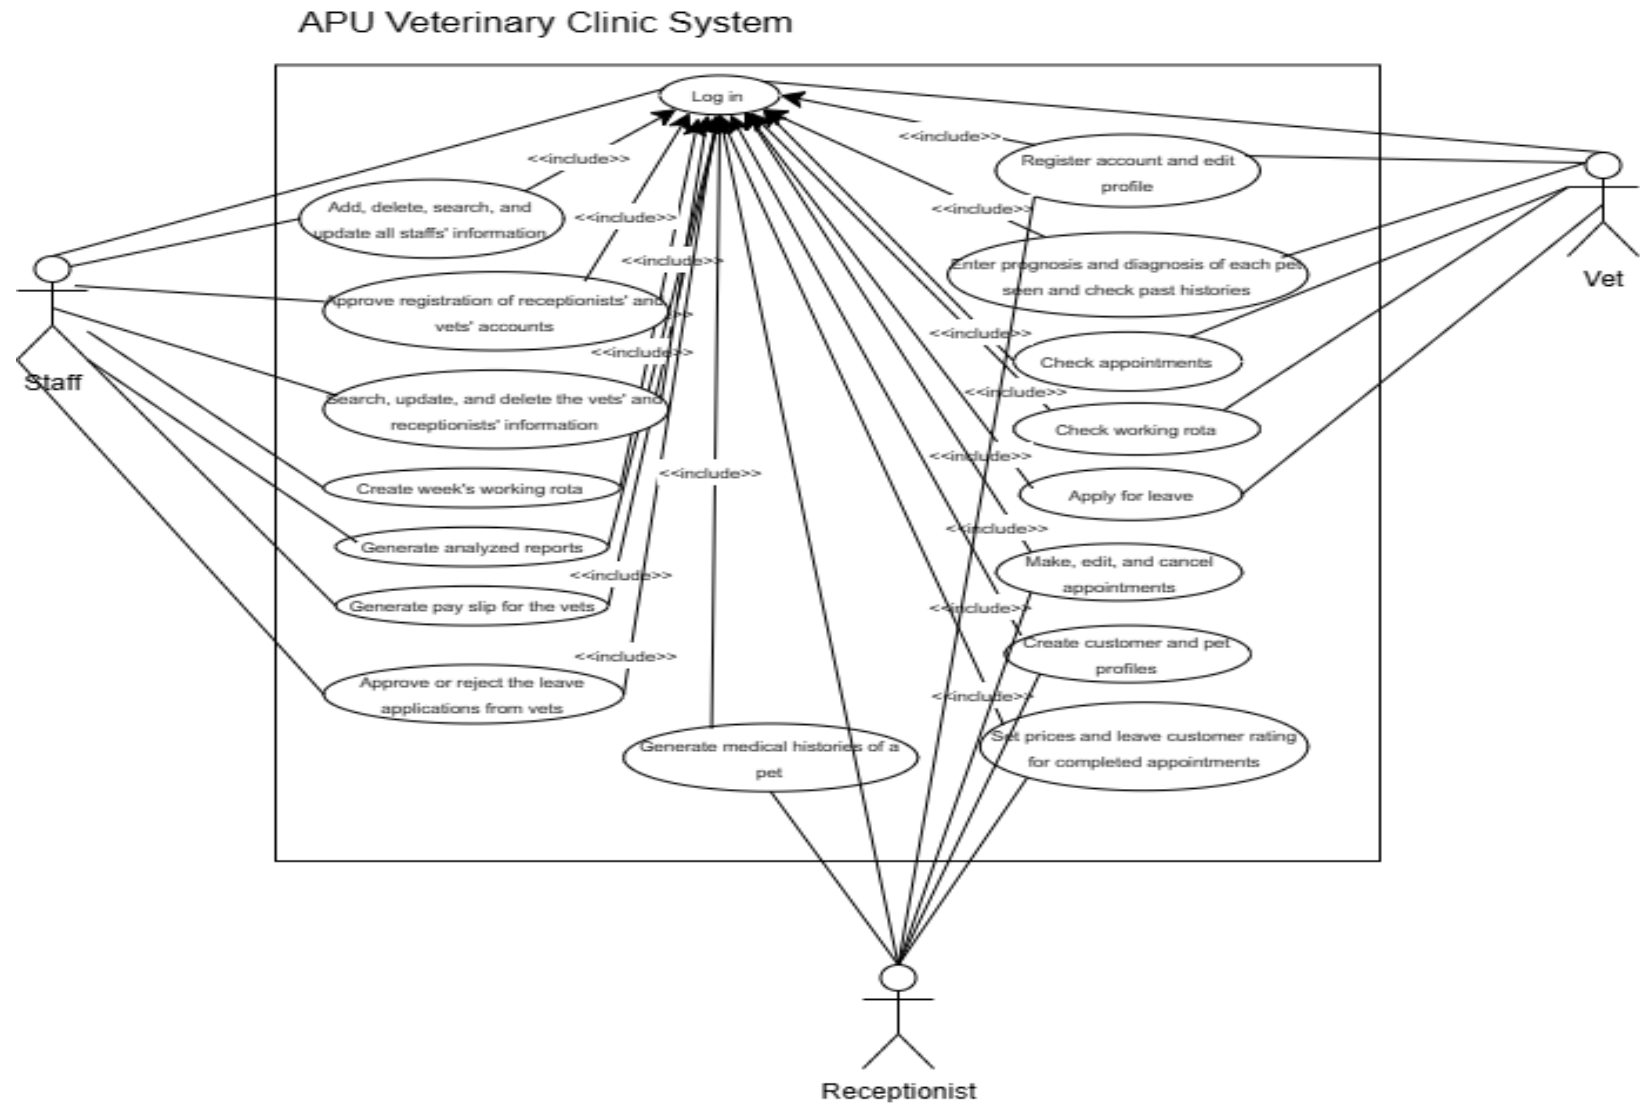 APU Veterinary Clinic System
Log in
<<include>>
Register account and edit
profile
<<include>>
Add, delete, search, and
update all staffs' information
<<include>>
<<include>>
Vet
Enter prognosis and diagnosis of each pet
seen and check past histories
<<include>>
Approve registration of receptionists' and
vets' accounts
<<include>>
Check appointments
<<include>>
Staff
<<include>>
Search, update, and delete the vets' and
receptionists' information
Check working rota
<<include>>
<<include>>
Create week's working rota
Apply for leave
<<include>>
Generate analyzed reports
Make, edit, and cancel
appointments
<<include>>
Generate pay slip for the vets
<<include>>
Create customer and pet
profiles
<<include>>
Approve or reject the leave
applications from vets
<<include>>
Set prices and leave customer rating
for completed appointments
Generate medical histories of a
pet
Receptionist